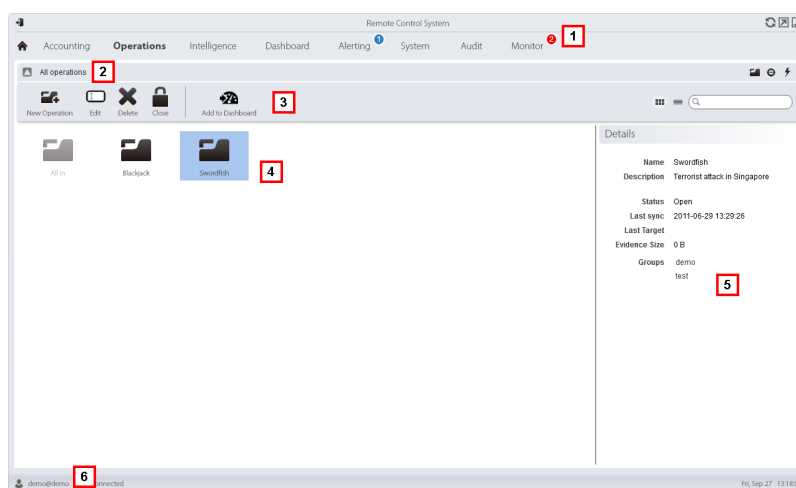 Remote Control System
Accounting Operations Intelligence Dashboard Alerting 1 System Audit Monitor 2 1
All operations 2
New Operation Edit Delete Close Add to Dashboard 3
Details
All In Blackjack Swordfish 4
Name Swordfish
Description Terrorist attack in Singapore
Status Open
Last sync 2011-06-29 13:29:26
Last Target
Evidence Size 0 B
Groups demo
test
5
6
demo@demo Fri, Sep 27